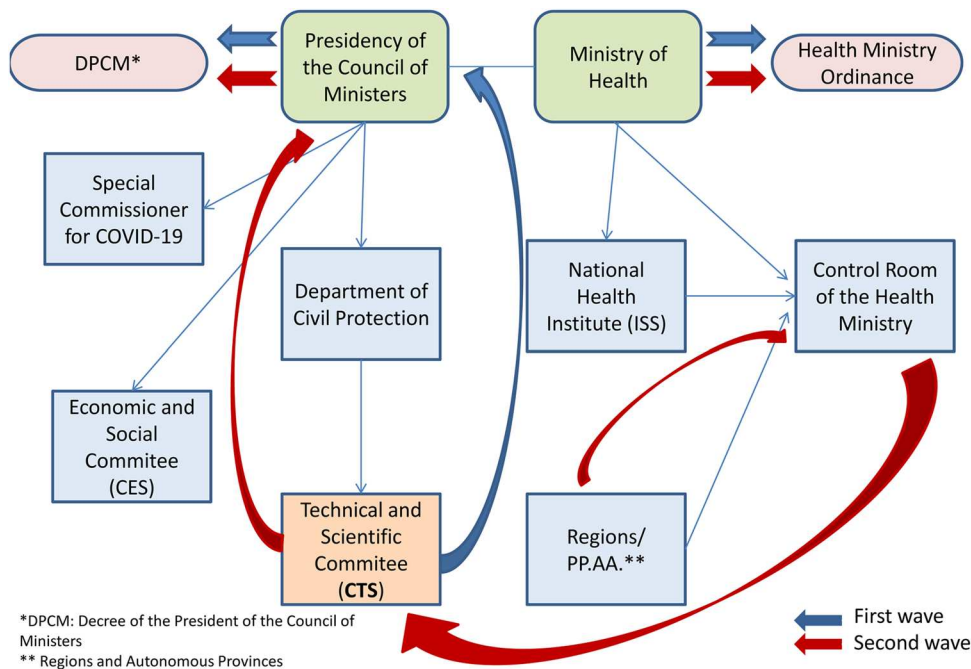 DPCM*
Presidency of
the Council of
Ministers
Ministry of
Health
Health Ministry
Ordinance
Special
Commissioner
for COVID-19
Department of
Civil Protection
National
Health
Institute (ISS)
Control Room
of the Health
Ministry
Economic and
Social
Commitee
(CES)
Technical and
Scientific
Commitee
(CTS)
Regions/
PP.AA.**
*DPCM: Decree of the President of the Council of
Ministers
** Regions and Autonomous Provinces
First wave
Second wave